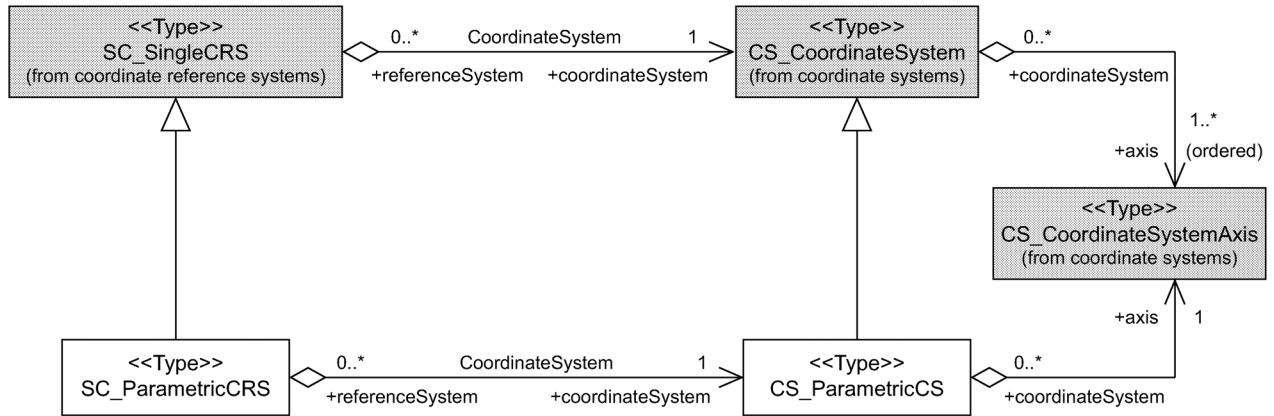 <<Type>>
SC_SingleCRS
(from coordinate reference systems)
0..* CoordinateSystem 1
+referenceSystem +coordinateSystem
<<Type>>
CS_CoordinateSystem
(from coordinate systems)
0..*
+coordinateSystem
1..*
+axis (ordered)
<<Type>>
CS_CoordinateSystemAxis
(from coordinate systems)
+axis 1
<<Type>>
SC_ParametricCRS
0..* CoordinateSystem 1
+referenceSystem +coordinateSystem
<<Type>>
CS_ParametricCS
0..*
+coordinateSystem